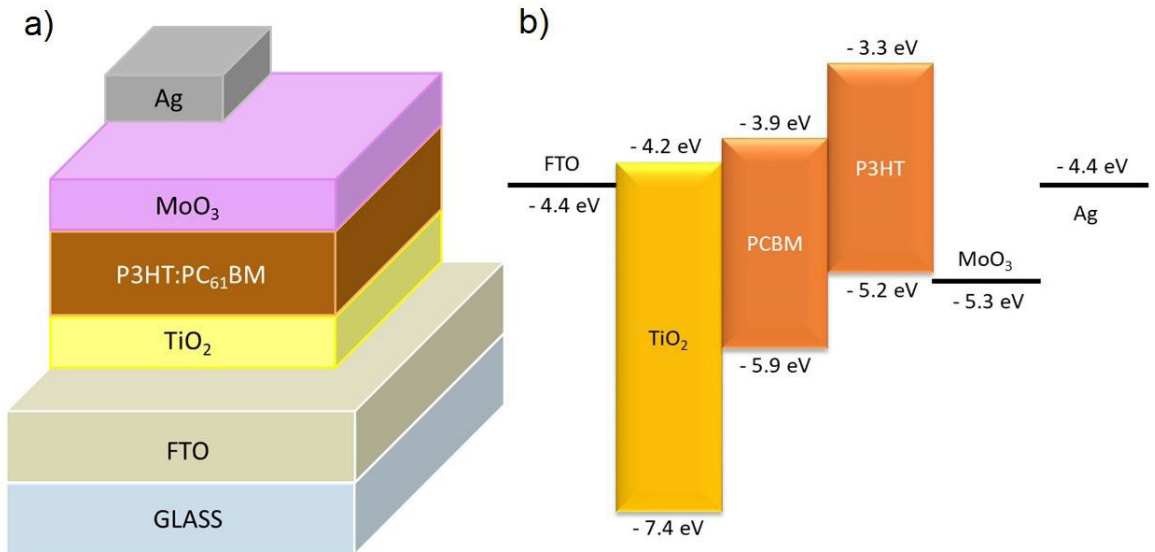 a)
Ag
MoO₃
P3HT:PC₆₁BM
TiO₂
FTO
GLASS
b)
- 3.3 eV
- 3.9 eV
- 4.2 eV
FTO
- 4.4 eV
P3HT
- 4.4 eV
Ag
PCBM
MoO₃
- 5.2 eV
- 5.3 eV
TiO₂
- 5.9 eV
- 7.4 eV